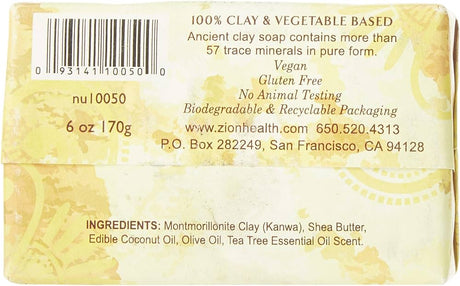 100% CLAY & VEGETABLE BASED
Ancient clay soap contains more than
57 trace minerals in pure form.
Vegan
Gluten Free
No Animal Testing
Biodegradable & Recyclable Packaging
www.zionhealth.com 650.520.4313
P.O. Box 282249, San Francisco, CA 94128
0 93141 10050 0
nu10050
6 oz 170g
INGREDIENTS: Montmorillonite Clay (Kanwa), Shea Butter,
Edible Coconut Oil, Olive Oil, Tea Tree Essential Oil Scent.